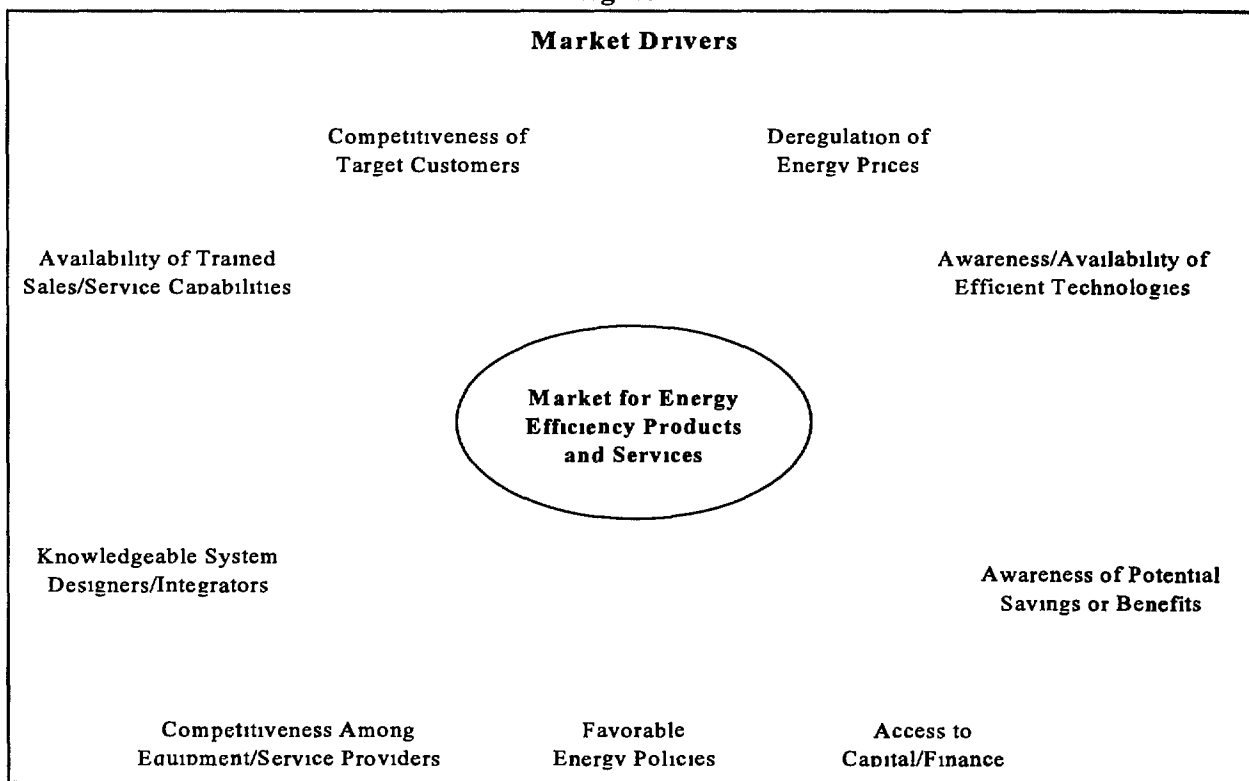 Market Drivers
Competitiveness of
Target Customers
Deregulation of
Energy Prices
Availability of Trained
Sales/Service Capabilities
Awareness/Availability of
Efficient Technologies
Market for Energy
Efficiency Products
and Services
Knowledgeable System
Designers/Integrators
Awareness of Potential
Savings or Benefits
Competitiveness Among
Equipment/Service Providers
Favorable
Energy Policies
Access to
Capital/Finance